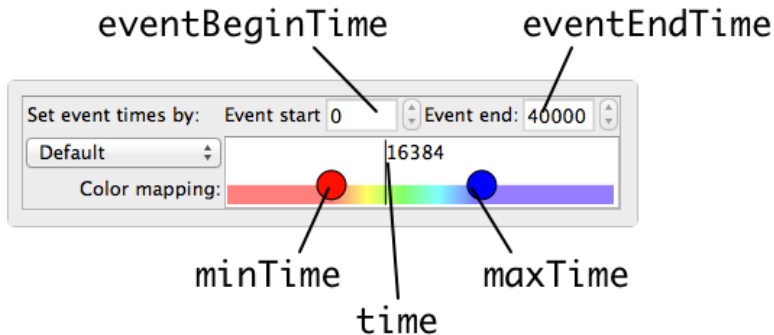 eventBeginTime eventEndTime
Set event times by: Event start 0 Event end: 40000
Default 16384
Color mapping:
minTime maxTime
time